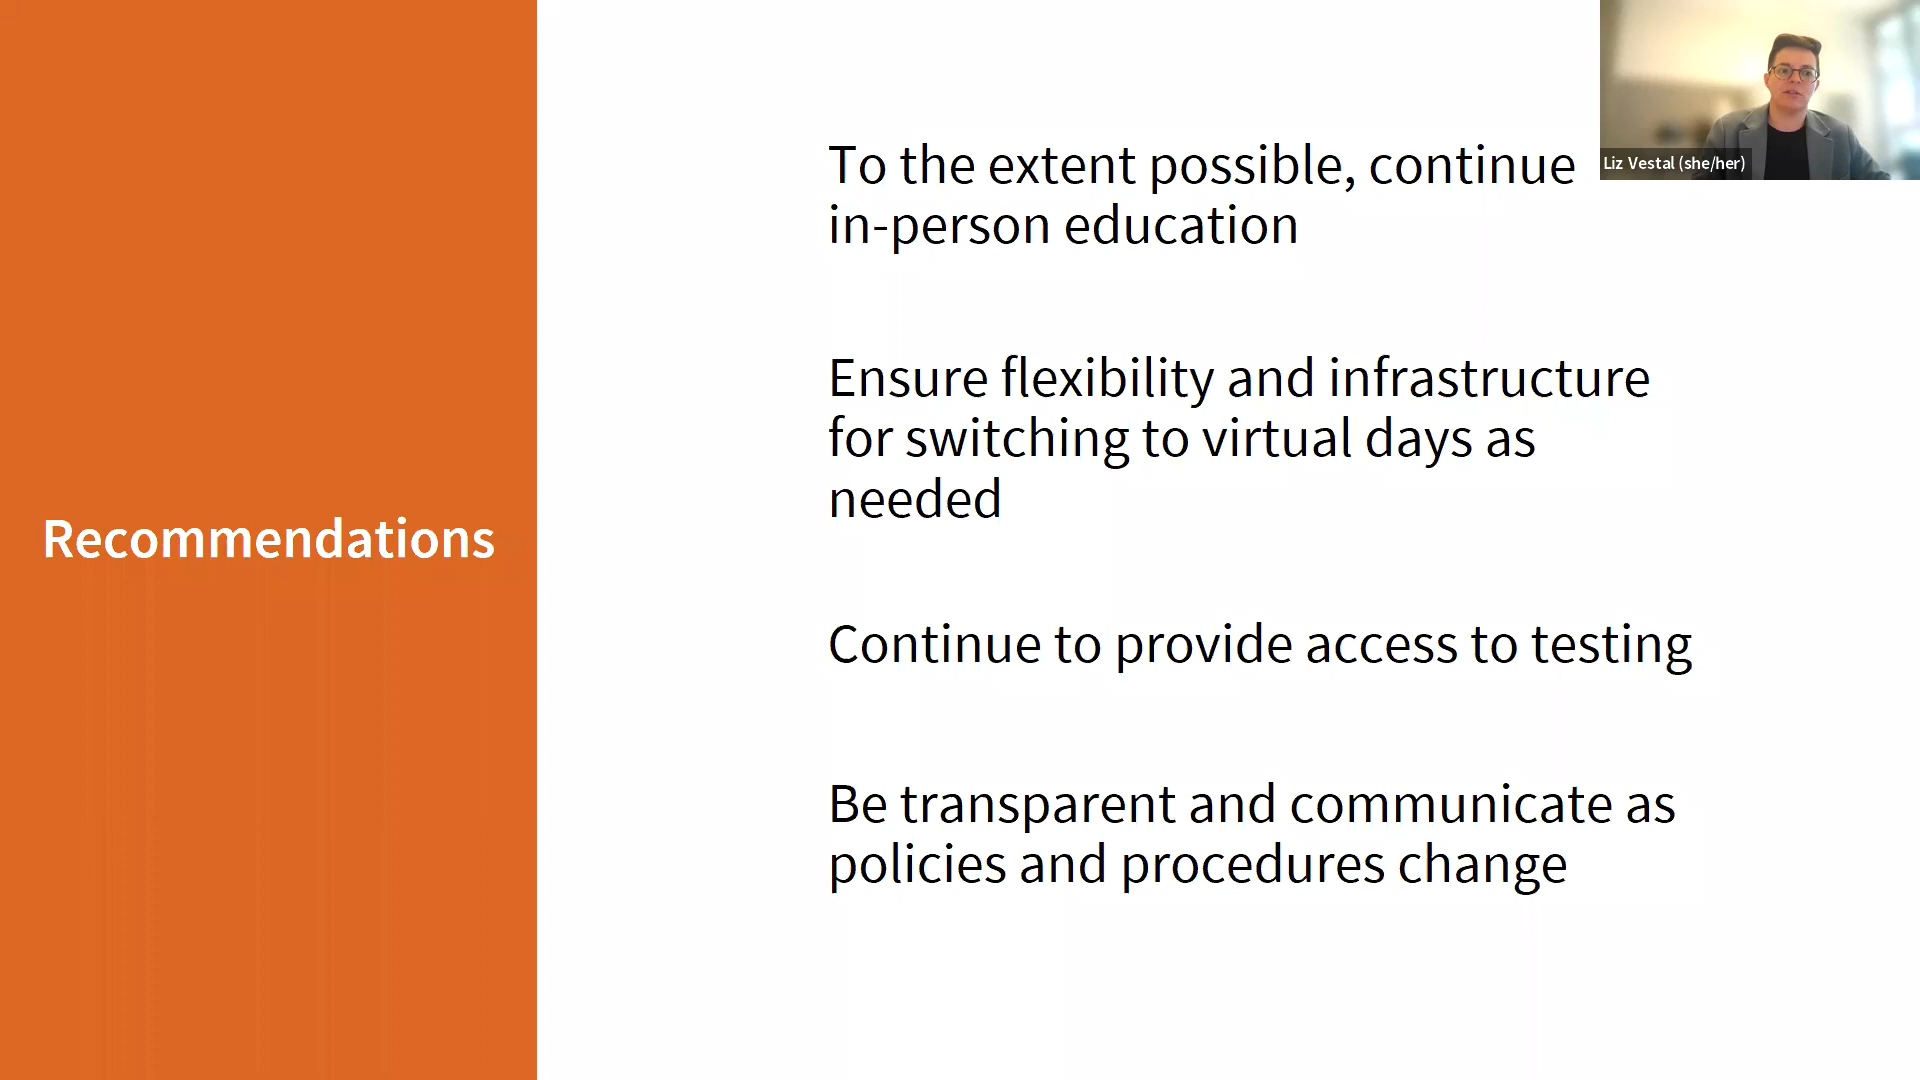 Recommendations
To the extent possible, continue
in-person education
Ensure flexibility and infrastructure
for switching to virtual days as
needed
Continue to provide access to testing
Be transparent and communicate as
policies and procedures change
Liz Vestal (she/her)